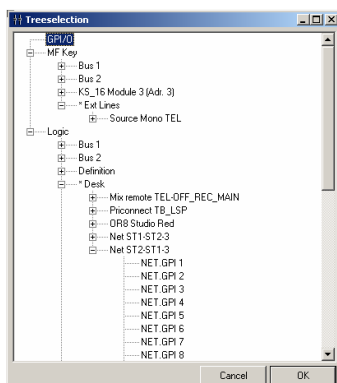 Treeselection
GPI/O
MF Key
Bus 1
Bus 2
KS_16 Module 3 (Adr. 3)
* Ext Lines
Source Mono TEL
Logic
Bus 1
Bus 2
Definition
* Desk
Mix remote TEL-OFF_REC_MAIN
Priconnect TB_LSP
OR8 Studio Red
Net ST1-ST2-3
Net ST2-ST1-3
NET.GPI 1
NET.GPI 2
NET.GPI 3
NET.GPI 4
NET.GPI 5
NET.GPI 6
NET.GPI 7
NET.GPI 8
Cancel OK